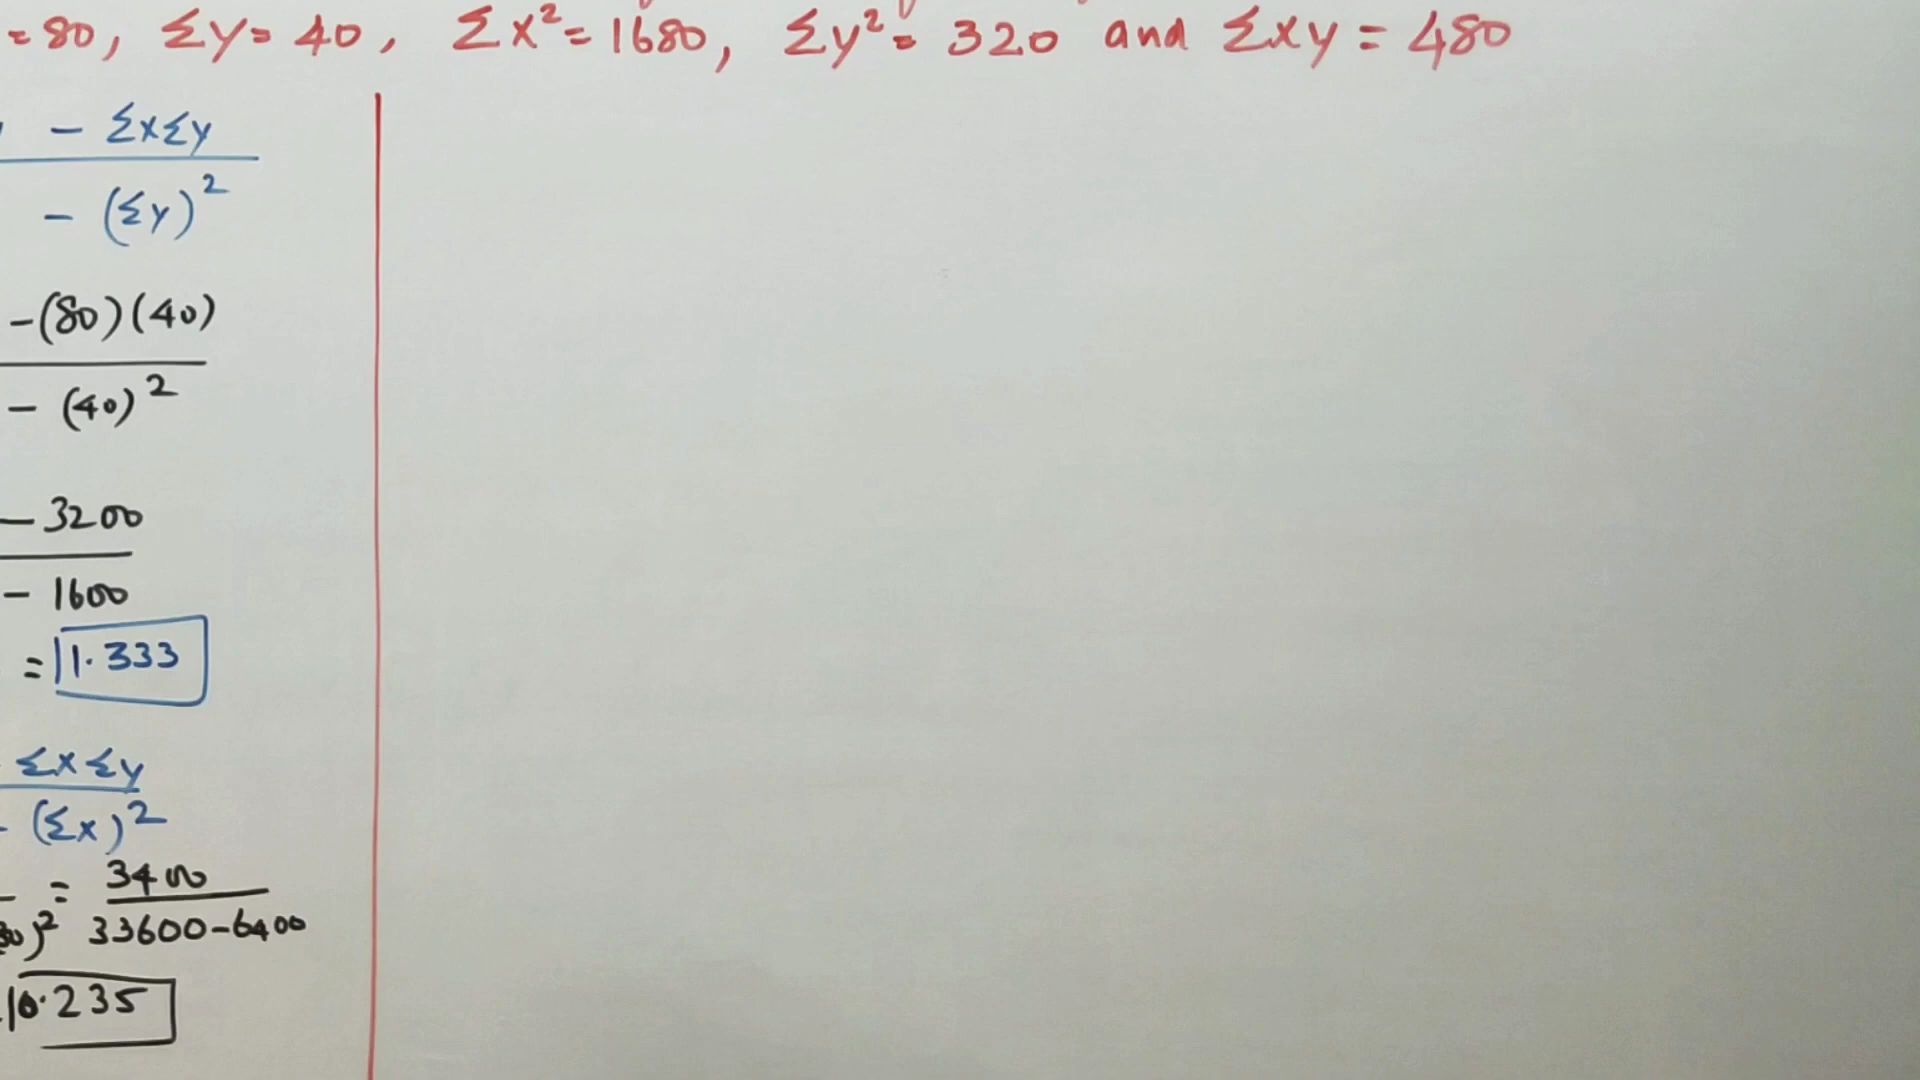 = 80, Σy = 40, Σx² = 1680, Σy² = 320 and Σxy = 480
- ΣxΣy
- (Σy)²
-(80)(40)
- (40)²
- 3200
- 1600
= 1.333
ΣxΣy
- (Σx)²
= 3400
)² 33600-6400
0.235